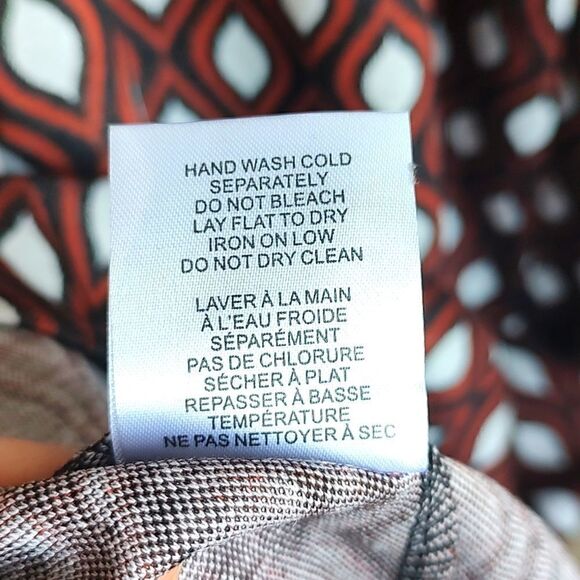 HAND WASH COLD
SEPARATELY
DO NOT BLEACH
LAY FLAT TO DRY
IRON ON LOW
DO NOT DRY CLEAN
LAVER À LA MAIN
À L'EAU FROIDE
SÉPARÉMENT
PAS DE CHLORURE
SÉCHER À PLAT
REPASSER À BASSE
TEMPÉRATURE
NE PAS NETTOYER À SEC